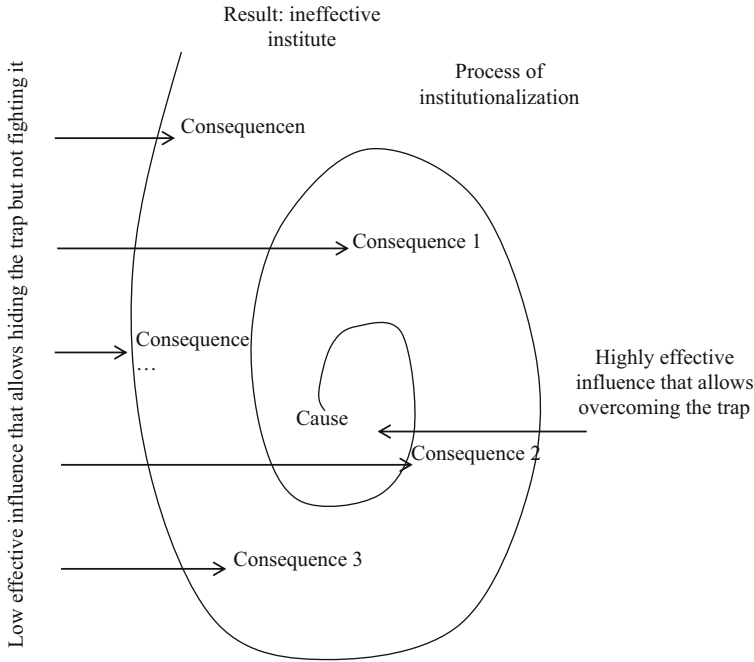 Result: ineffective
institute
Process of
institutionalization
Low effective influence that allows hiding the trap but not fighting it
Consequencen
Consequence 1
Consequence
...
Highly effective
influence that allows
overcoming the trap
Cause
Consequence 2
Consequence 3